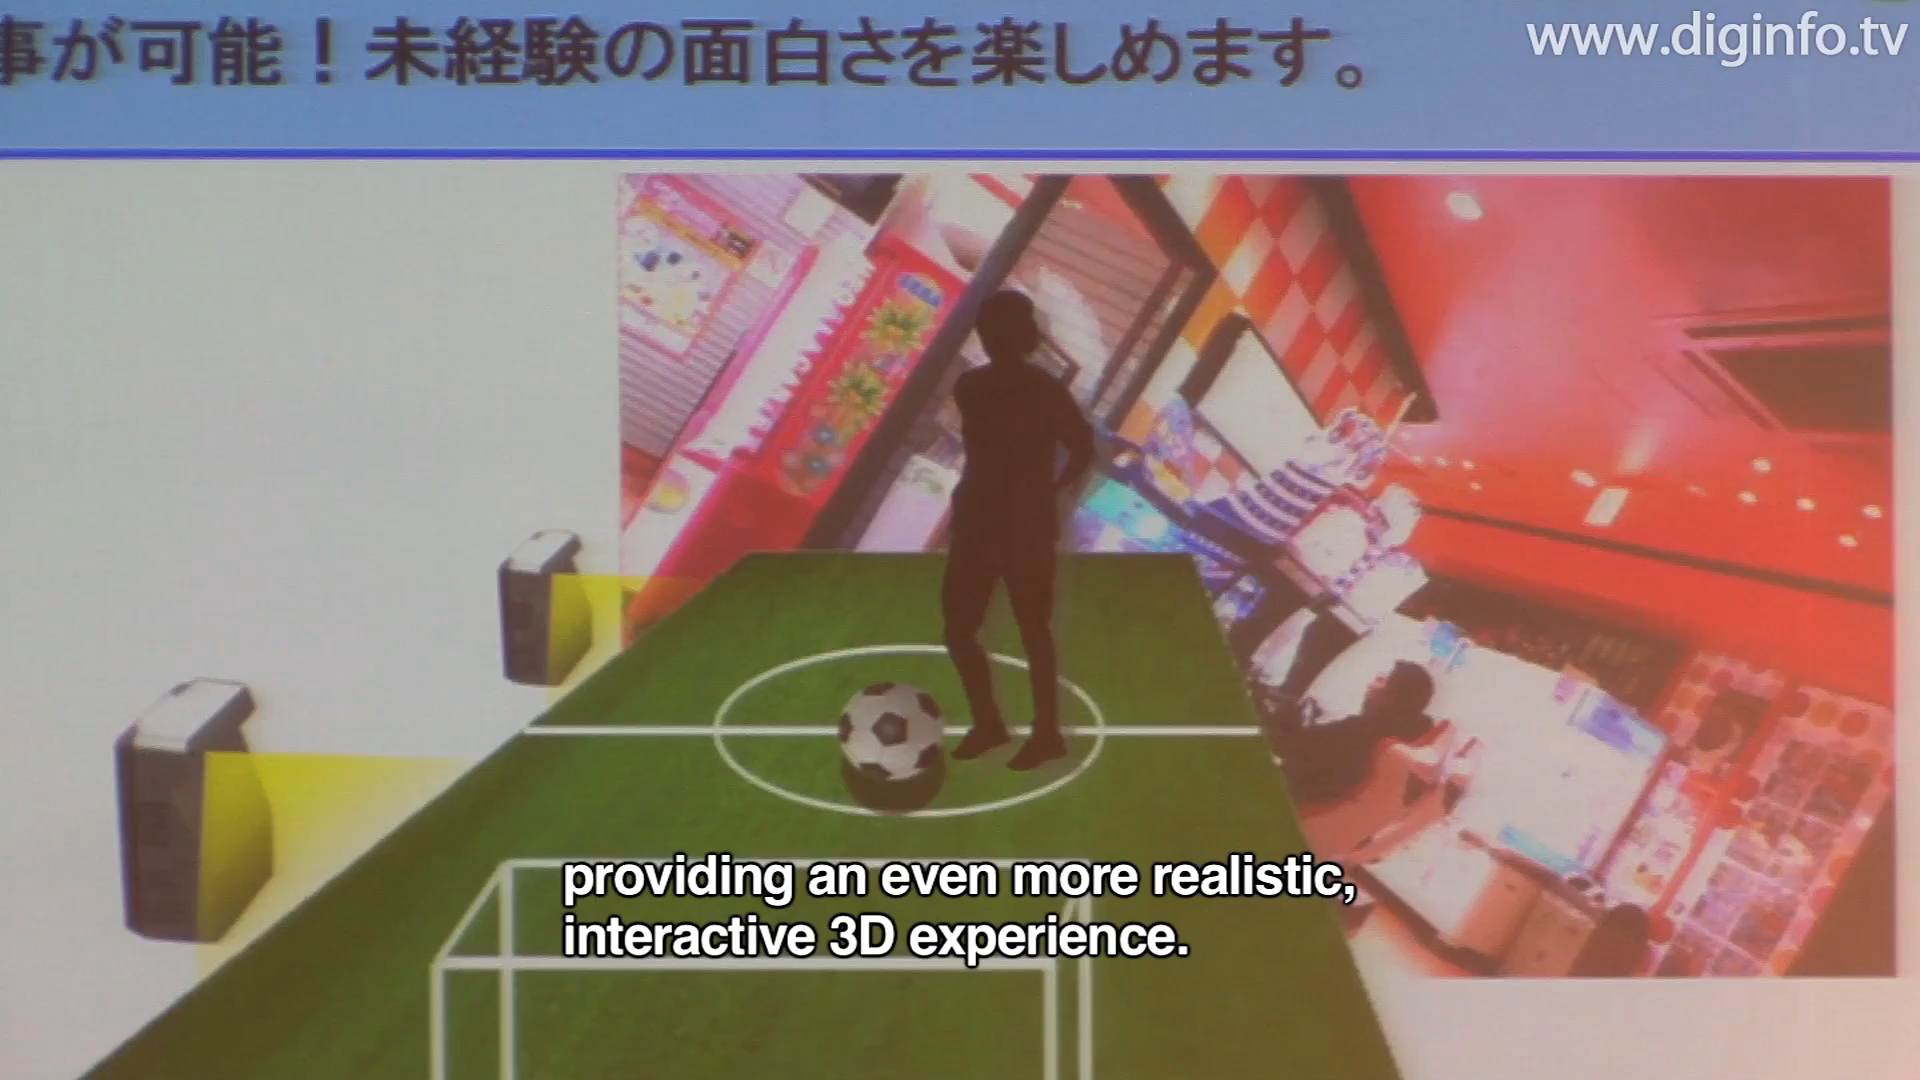 事が可能！未経験の面白さを楽しめます。
www.diginfo.tv
SEGA
providing an even more realistic,
interactive 3D experience.